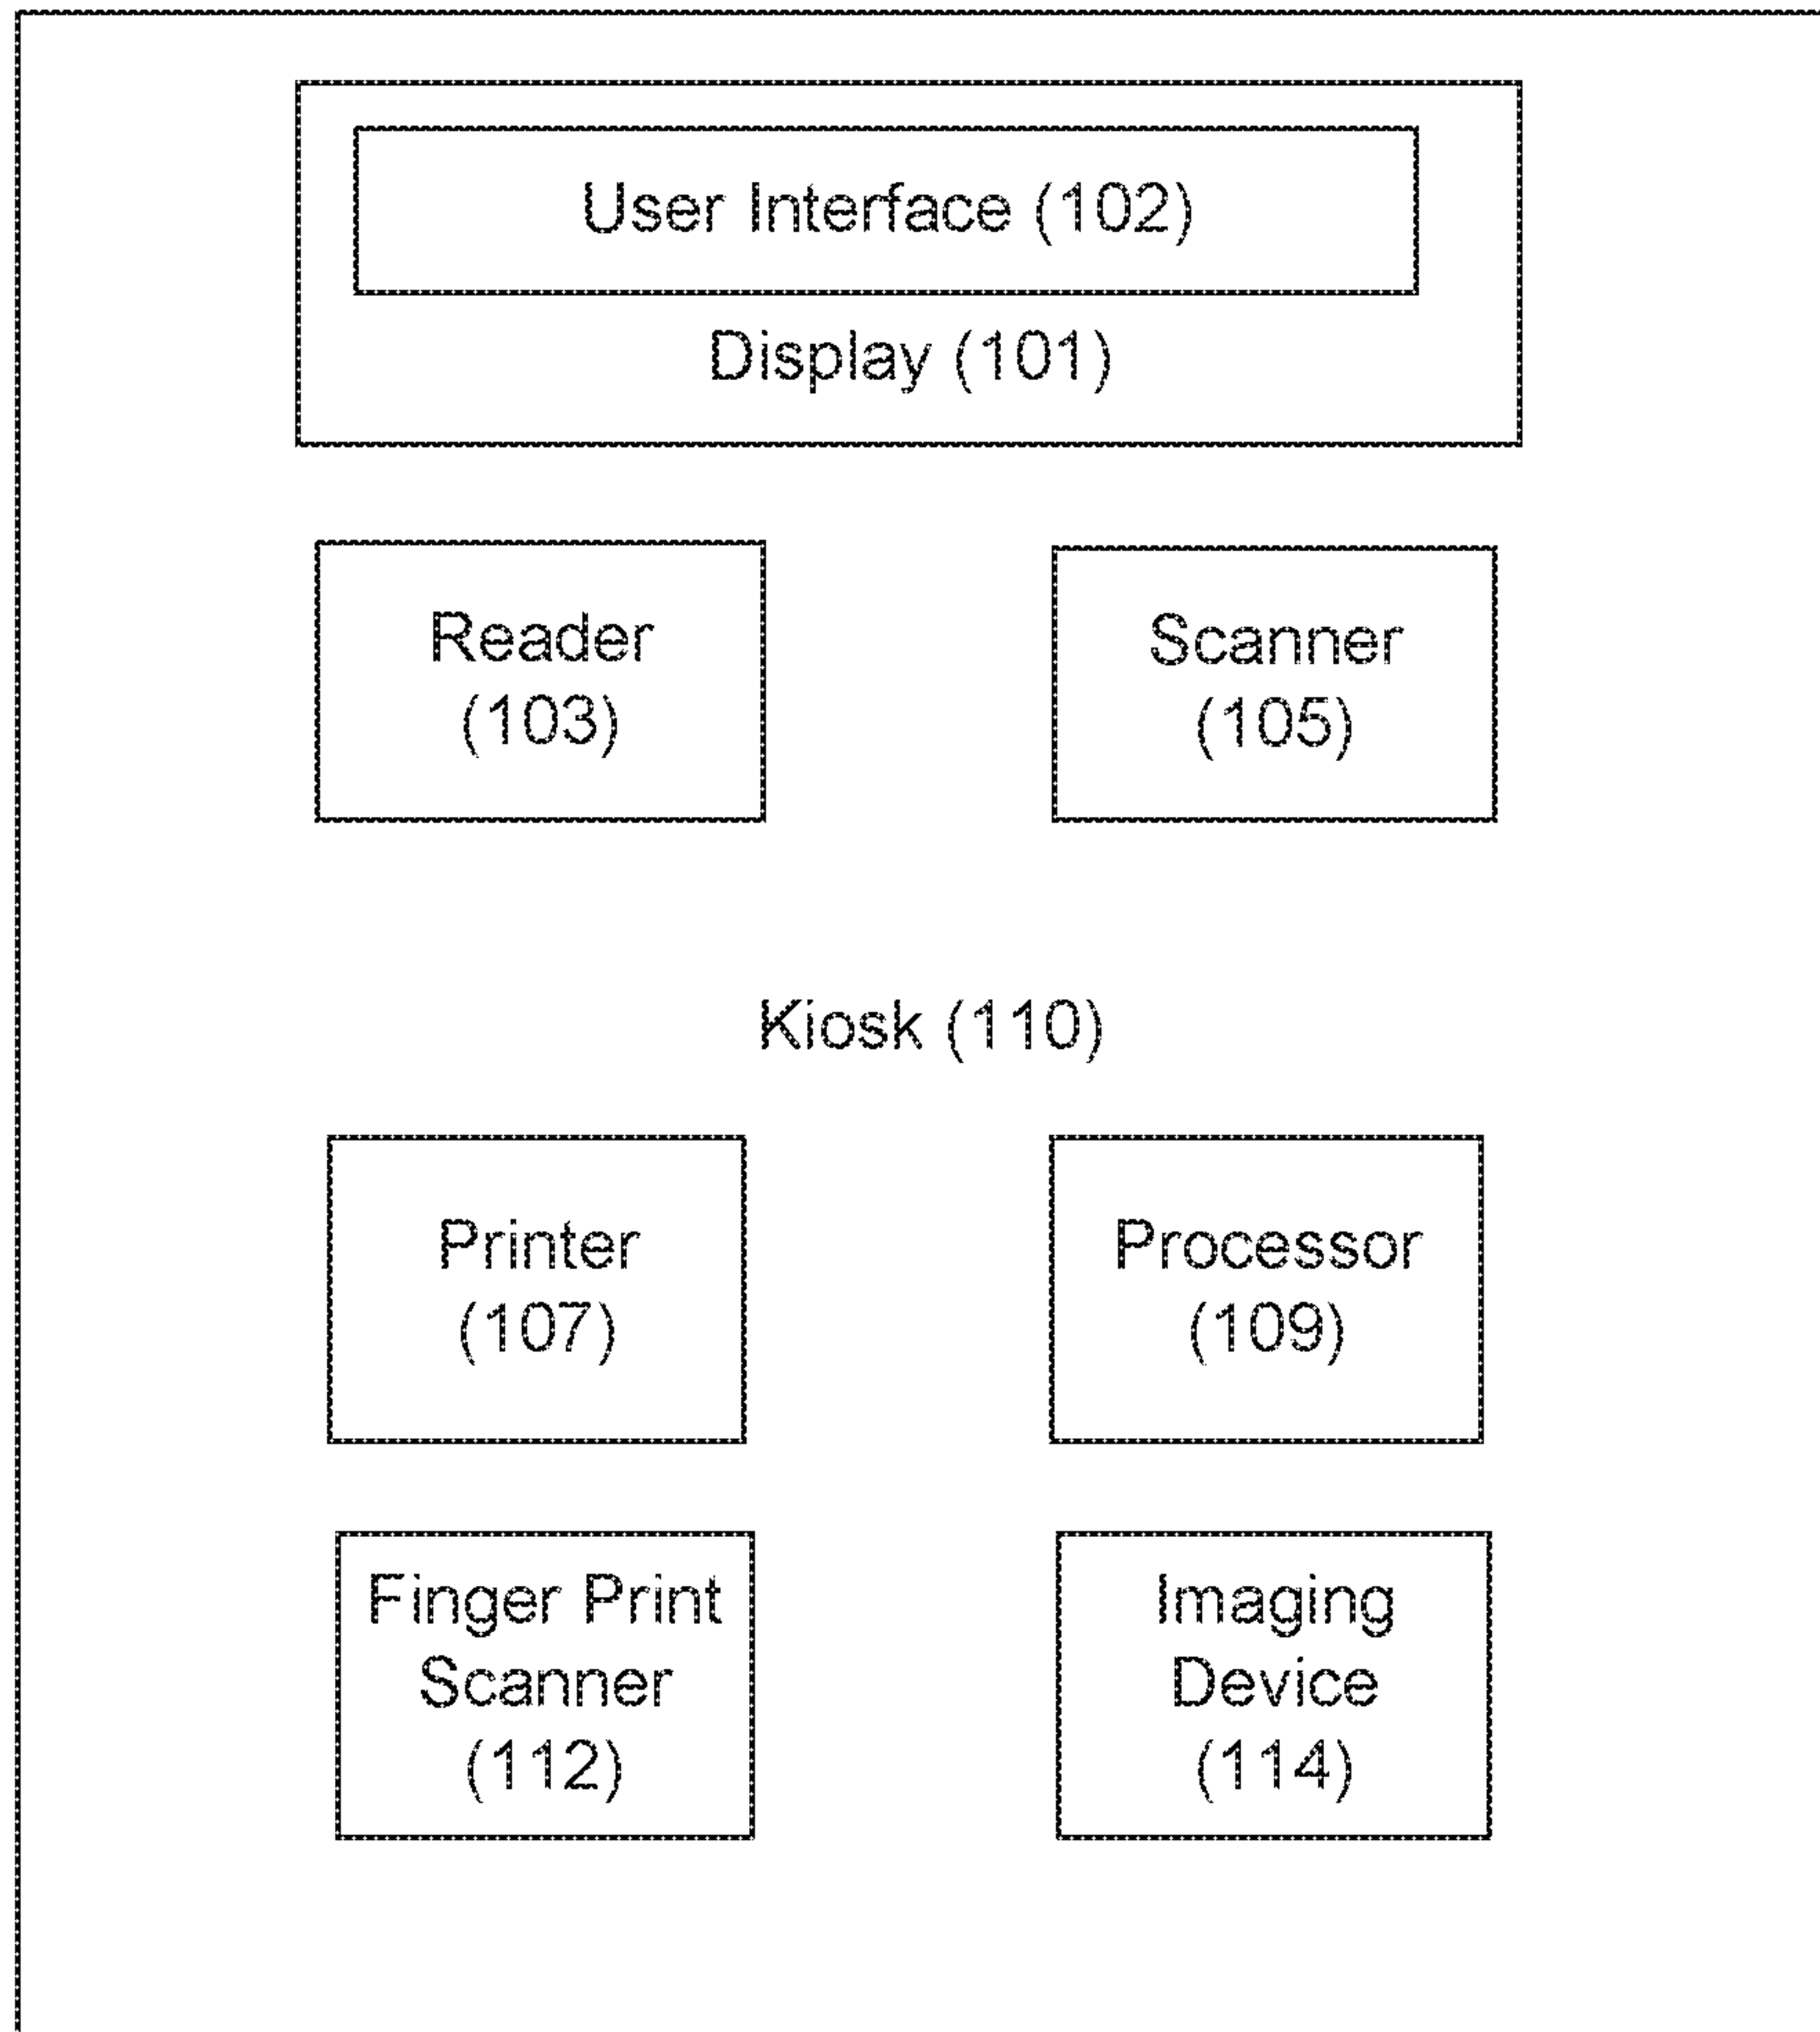 User Interface (102)
Display (101)
Reader
(103)
Scanner
(105)
Kiosk (110)
Printer
(107)
Processor
(109)
Finger Print
Scanner
(112)
Imaging
Device
(114)